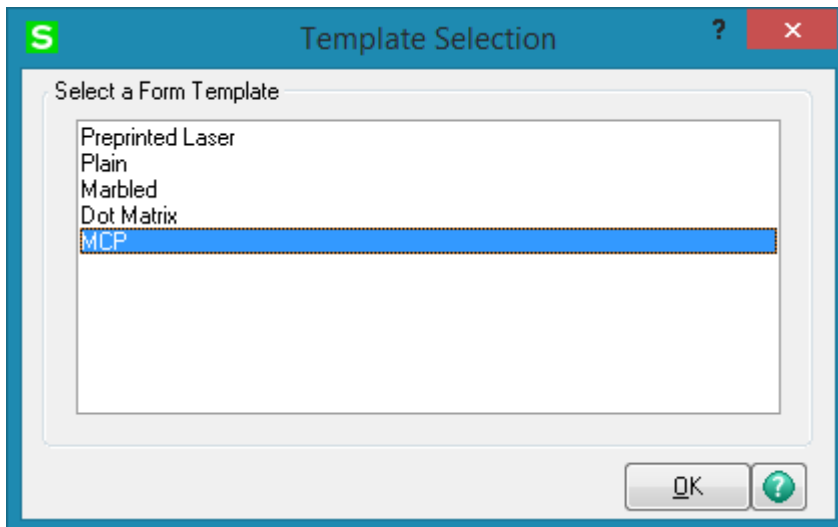 S
Template Selection
?
×
Select a Form Template
Preprinted Laser
Plain
Marbled
Dot Matrix
MCP
OK
?